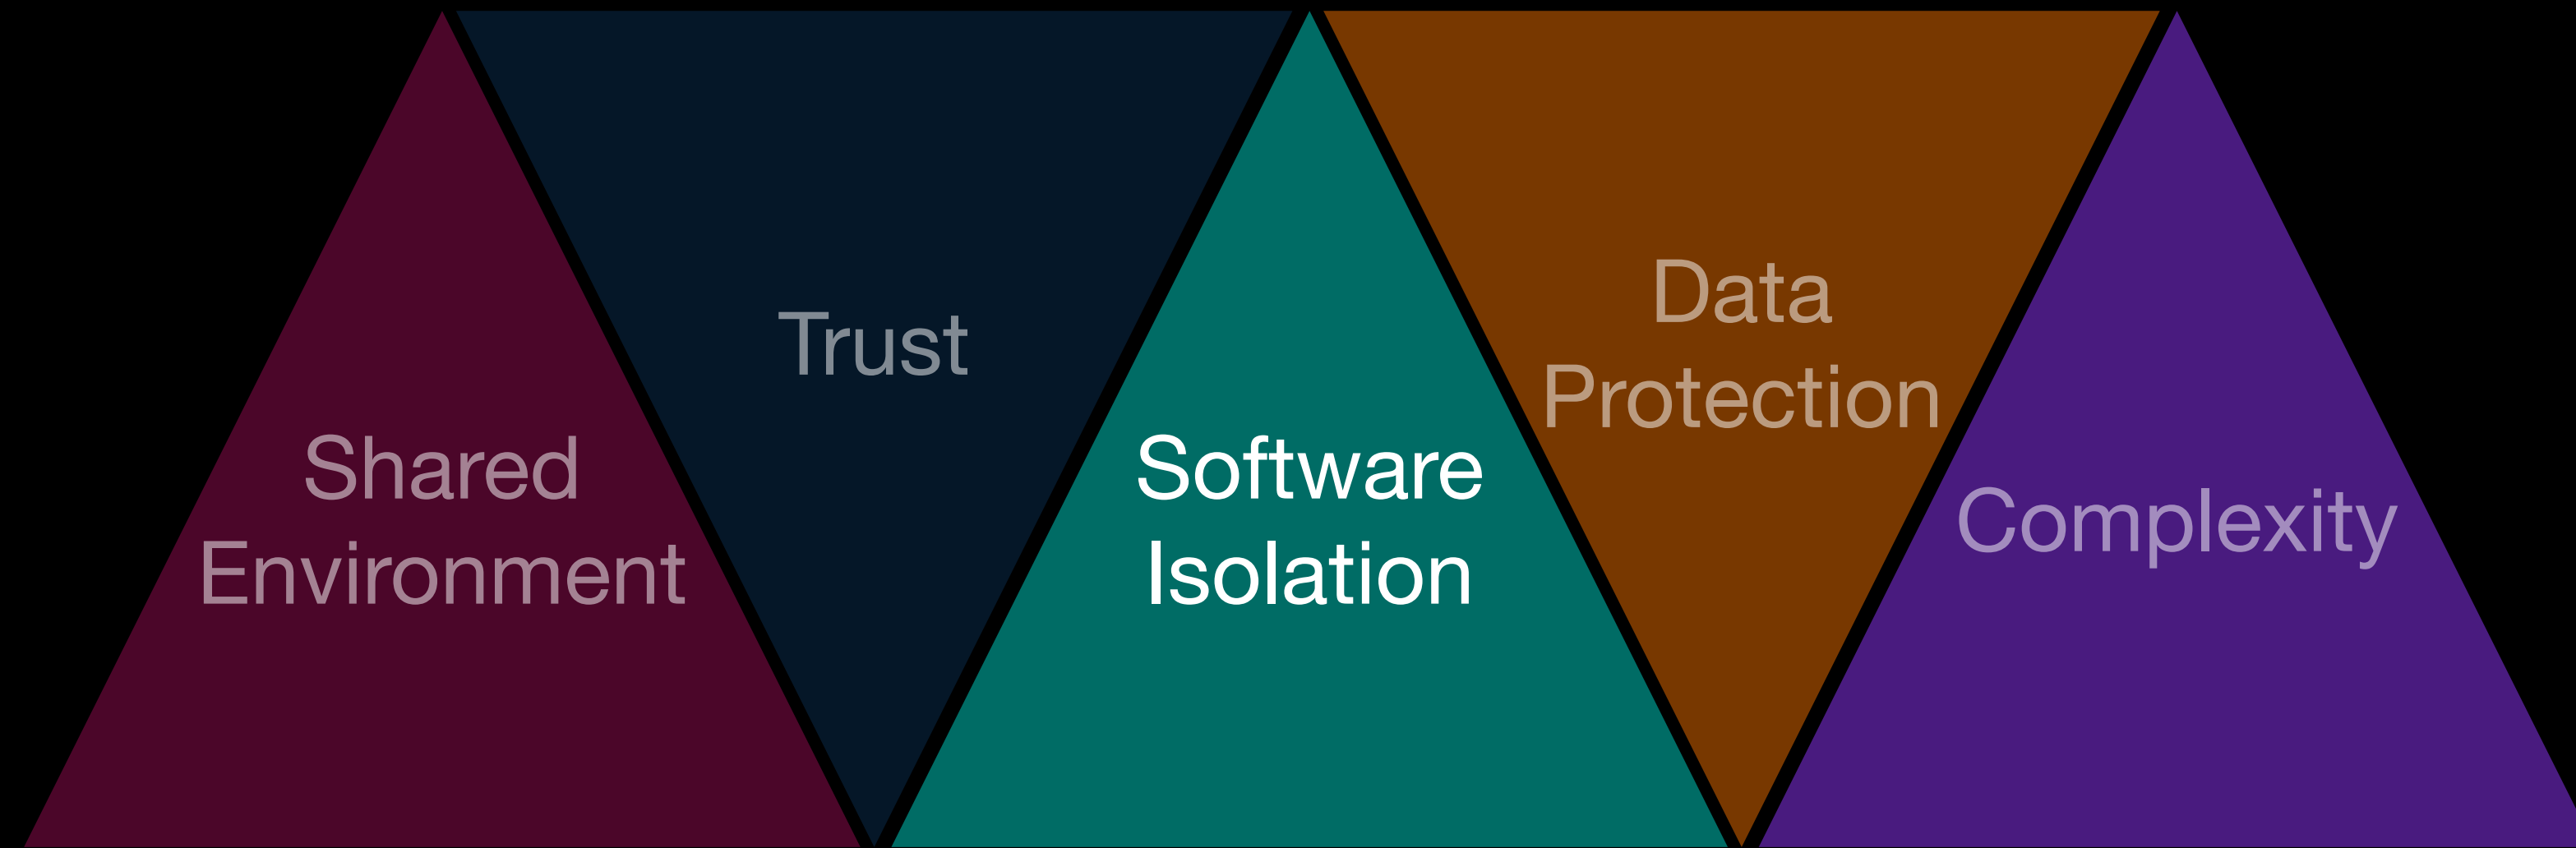 Shared
Environment
Trust
Software
Isolation
Data
Protection
Complexity